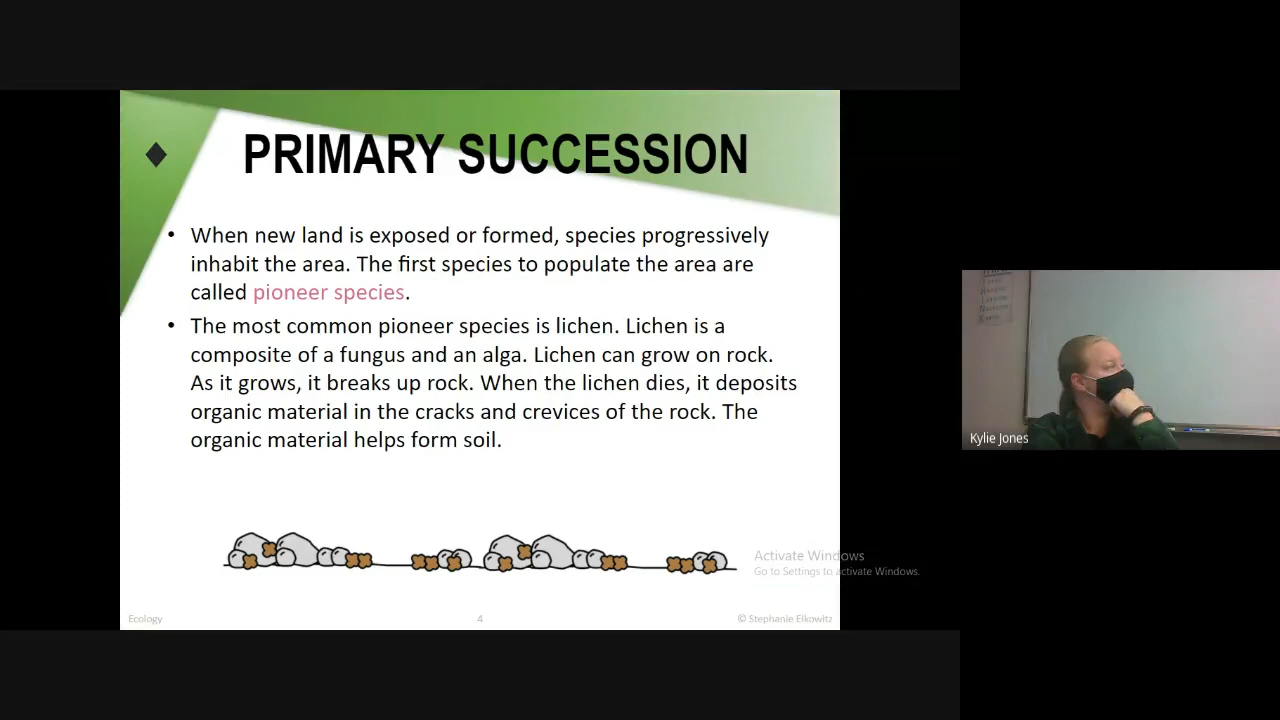 PRIMARY SUCCESSION
• When new land is exposed or formed, species progressively
inhabit the area. The first species to populate the area are
called pioneer species.
• The most common pioneer species is lichen. Lichen is a
composite of a fungus and an alga. Lichen can grow on rock.
As it grows, it breaks up rock. When the lichen dies, it deposits
organic material in the cracks and crevices of the rock. The
organic material helps form soil.
Activate Windows
Go to Settings to activate Windows.
Ecology
4
© Stephanie Elkowitz
Kylie Jones